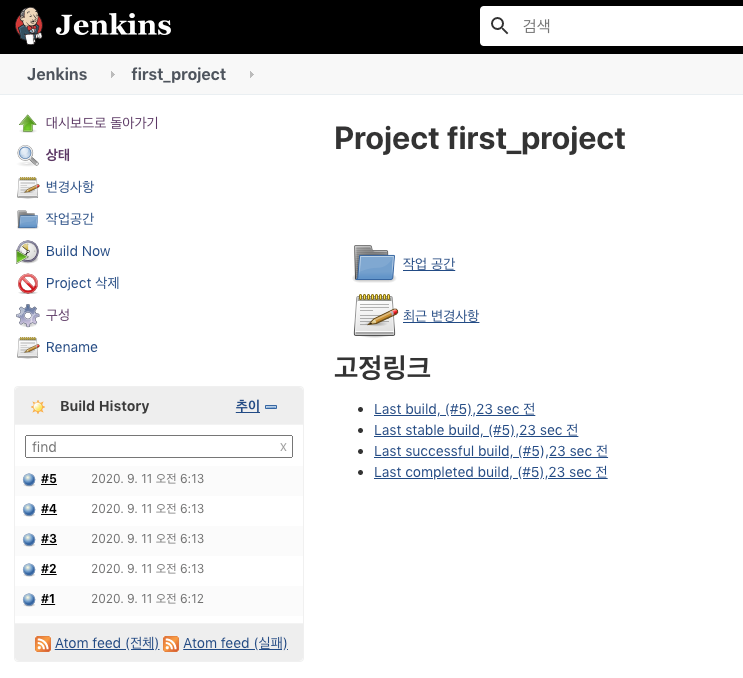 Jenkins
검색
Jenkins
first_project
대시보드로 돌아가기
상태
변경사항
작업공간
Build Now
Project 삭제
구성
Rename
Build History
추이
find
x
#5 2020. 9. 11 오전 6:13
#4 2020. 9. 11 오전 6:13
#3 2020. 9. 11 오전 6:13
#2 2020. 9. 11 오전 6:13
#1 2020. 9. 11 오전 6:12
Atom feed (전체)
Atom feed (실패)
Project first_project
작업 공간
최근 변경사항
고정링크
Last build, (#5),23 sec 전
Last stable build, (#5),23 sec 전
Last successful build, (#5),23 sec 전
Last completed build, (#5),23 sec 전